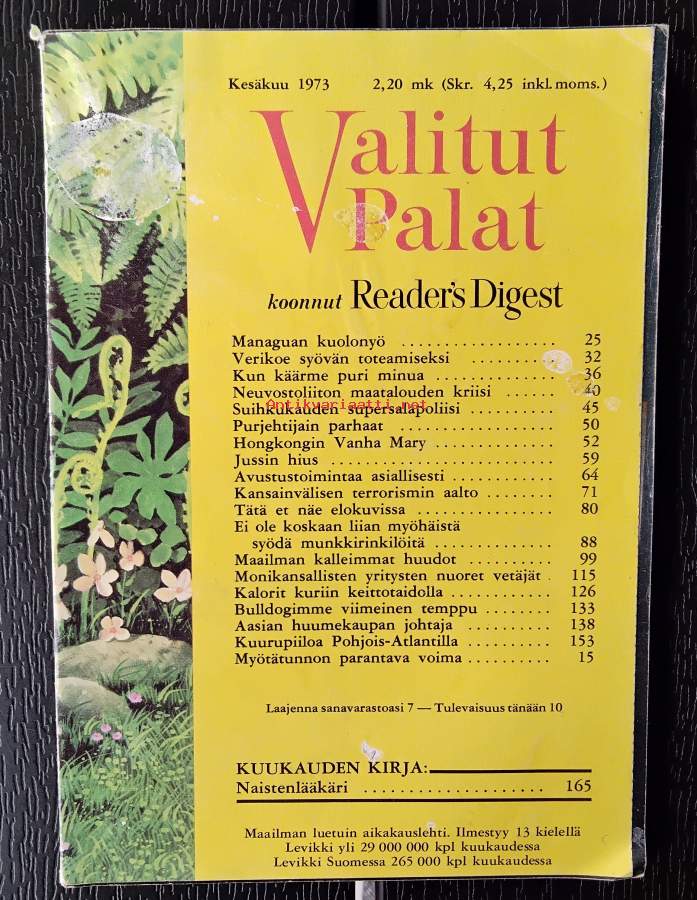 Kesäkuu 1973 2,20 mk (Skr. 4,25 inkl. moms.)
Valitut
Palat
koonnut Reader's Digest
Managuan kuolonyö .................. 25
Verikoe syövän toteamiseksi ......... 32
Kun käärme puri minua .............. 36
Neuvostoliiton maatalouden kriisi ...... 40
Antikvariaatti.net
Suihkukauden supersalapoliisi .......... 45
Purjehtijain parhaat .................. 50
Hongkongin Vanha Mary .............. 52
Jussin hius .......................... 59
Avustustoimintaa asiallisesti ............ 64
Kansainvälisen terrorismin aalto ........ 71
Tätä et näe elokuvissa ................ 80
Ei ole koskaan liian myöhäistä
syödä munkkirinkilöitä .............. 88
Maailman kalleimmat huudot .......... 99
Monikansallisten yritysten nuoret vetäjät . 115
Kalorit kuriin keittotaidolla ............ 126
Bulldogimme viimeinen temppu ........ 133
Aasian huumekaupan johtaja .......... 138
Kuurupiiloa Pohjois-Atlantilla .......... 153
Myötätunnon parantava voima .......... 15
Laajenna sanavarastoasi 7 — Tulevaisuus tänään 10
KUUKAUDEN KIRJA:
Naistenlääkäri .................... 165
Maailman luetuin aikakauslehti. Ilmestyy 13 kielellä
Levikki yli 29 000 000 kpl kuukaudessa
Levikki Suomessa 265 000 kpl kuukaudessa